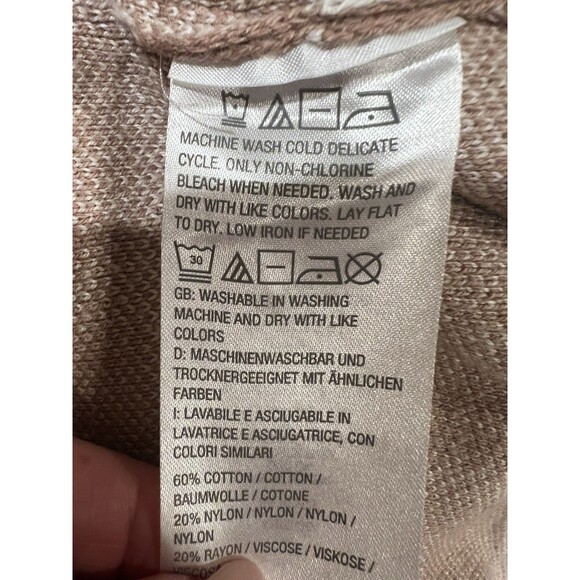 MACHINE WASH COLD DELICATE
CYCLE. ONLY NON-CHLORINE
BLEACH WHEN NEEDED. WASH AND
DRY WITH LIKE COLORS. LAY FLAT
TO DRY. LOW IRON IF NEEDED
30
GB: WASHABLE IN WASHING
MACHINE AND DRY WITH LIKE
COLORS
D: MASCHINENWASCHBAR UND
TROCKNERGEEIGNET MIT ÄHNLICHEN
FARBEN
I: LAVABILE E ASCIUGABILE IN
LAVATRICE E ASCIUGATRICE, CON
COLORI SIMILARI
60% COTTON / COTTON /
BAUMWOLLE / COTONE
20% NYLON / NYLON / NYLON /
NYLON
20% RAYON / VISCOSE / VISKOSE /